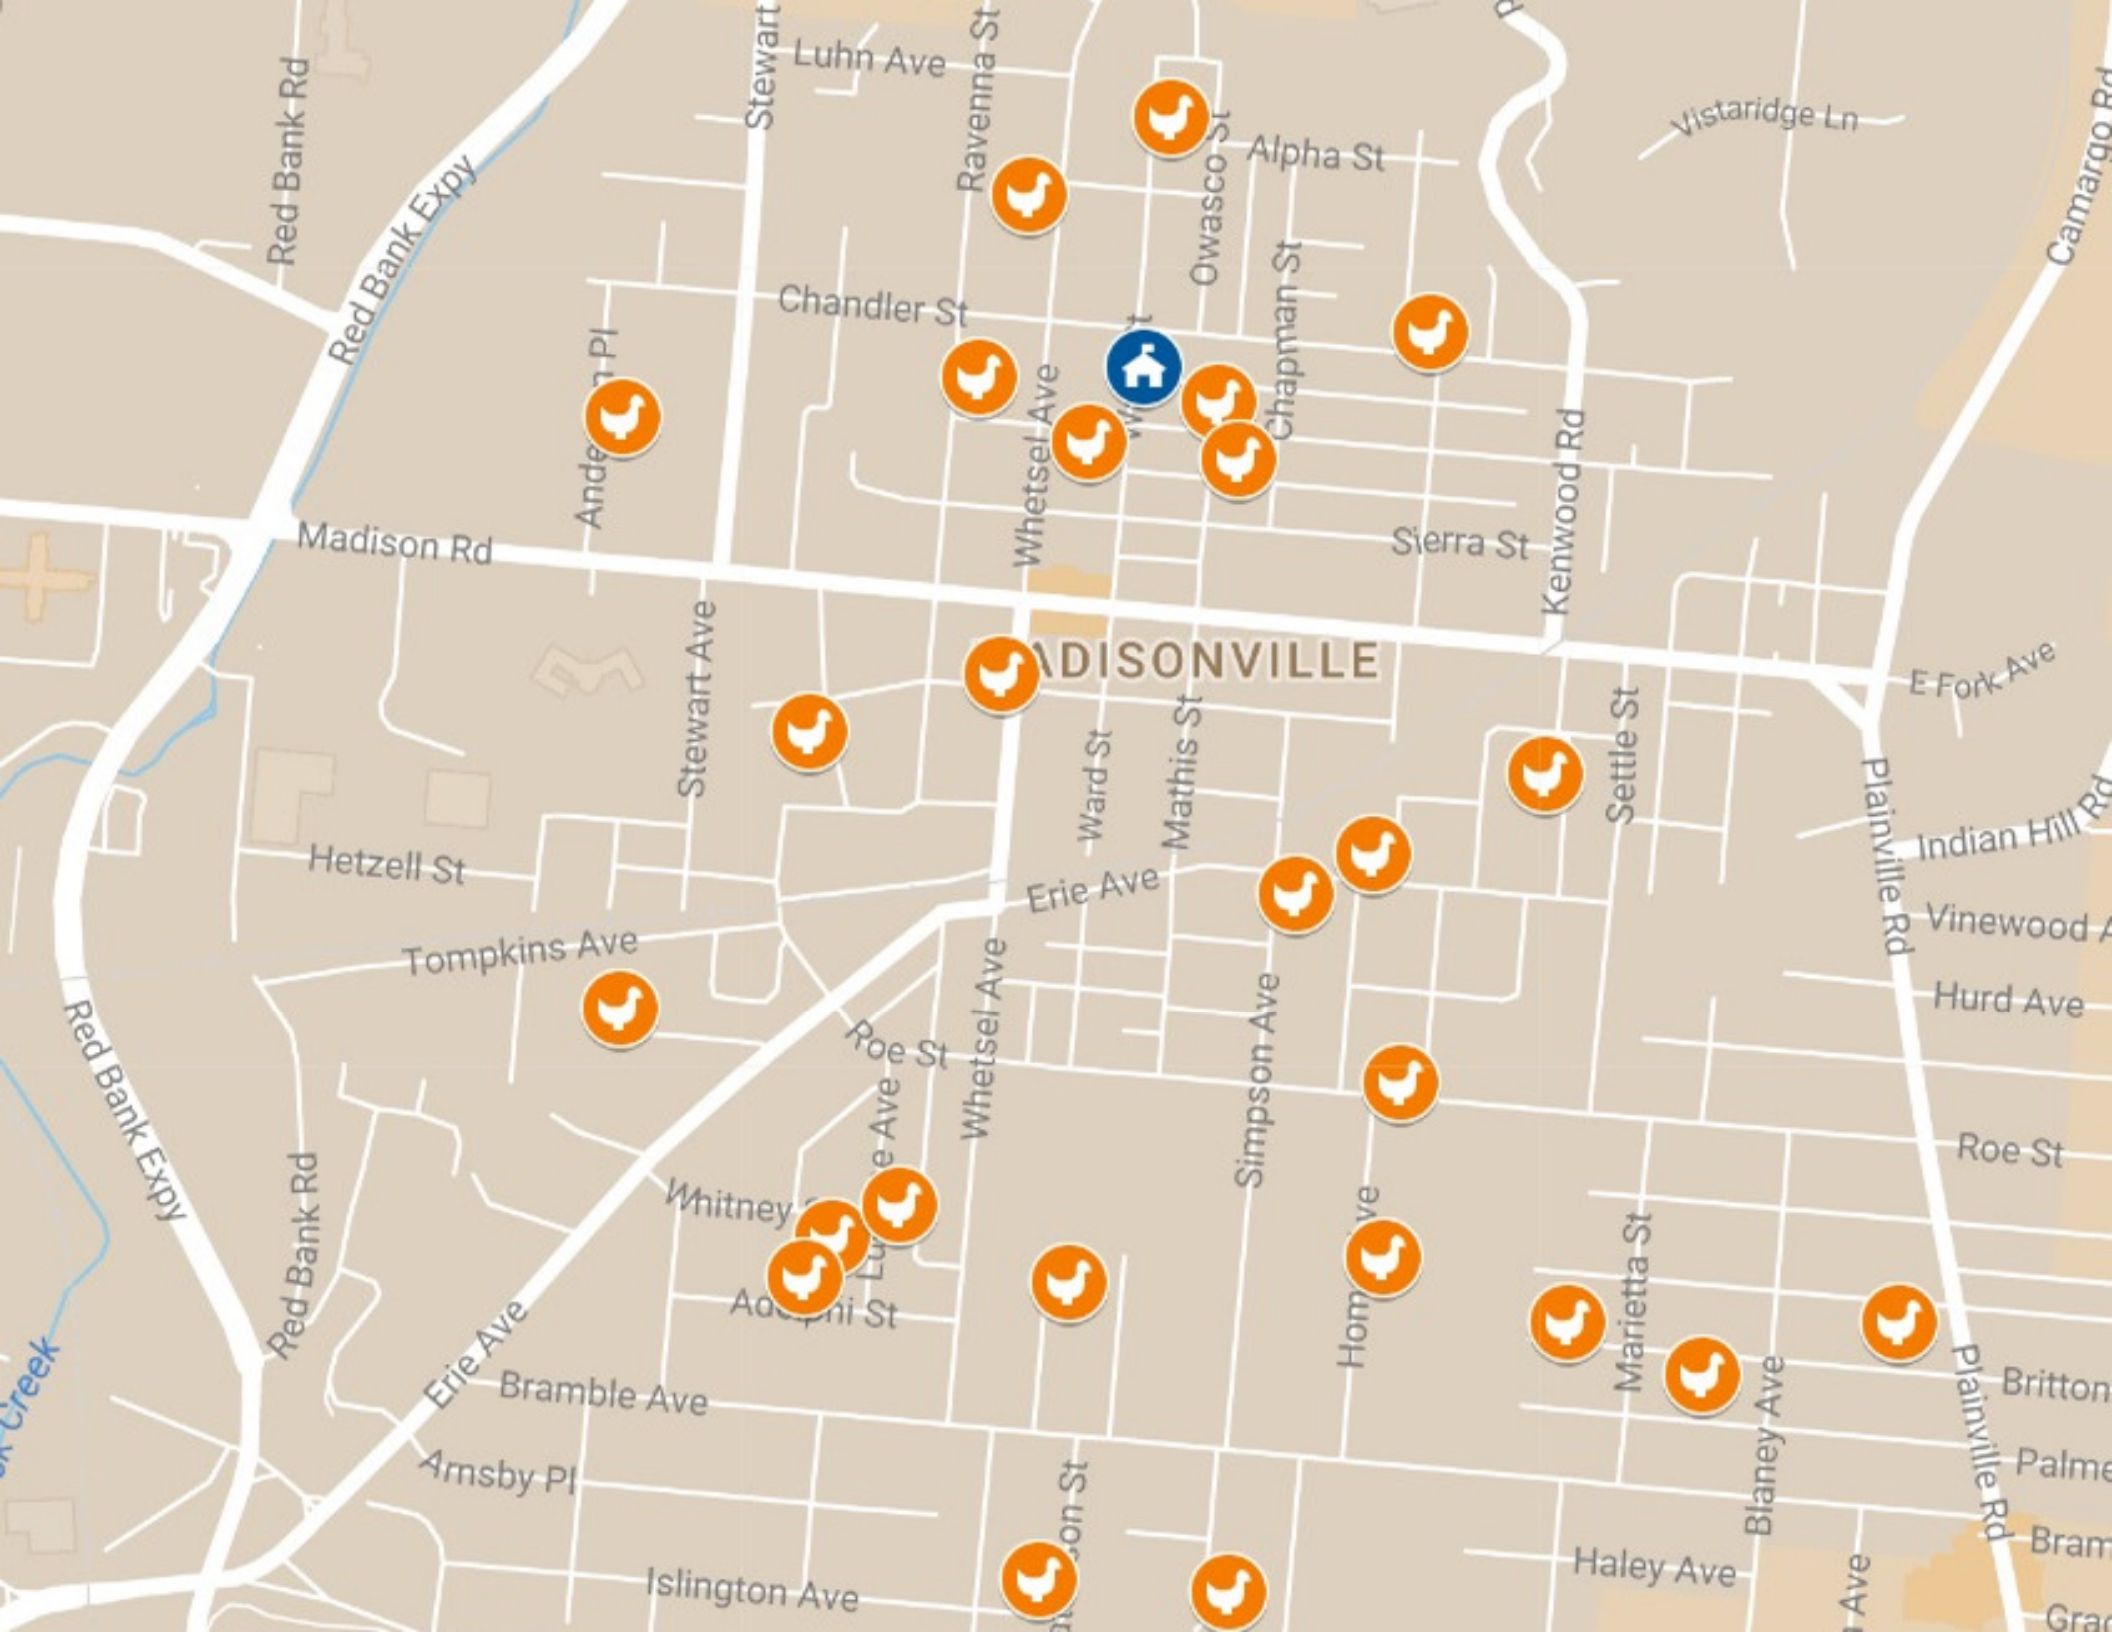 Stewart
Luhn Ave
Ravenna St
Red Bank Rd
Vistaridge Ln
Camargo Rd
Alpha St
Owasco St
Red Bank Expy
Chandler St
Chapman St
Whetsel Ave
Kenwood Rd
Madison Rd
Sierra St
ADISONVILLE
E Fork Ave
Stewart Ave
Settle St
Ward St
Mathis St
Plainville Rd
Indian Hill Rd
Hetzell St
Erie Ave
Vinewood A
Tompkins Ave
Hurd Ave
Whetsel Ave
Simpson Ave
Red Bank Expy
Roe St
Roe St
Red Bank Rd
Whitney
Marietta St
Erie Ave
Creek
Bramble Ave
Blaney Ave
Plainville Rd
Britton
Palme
Armsby Pl
Bram
Haley Ave
Islington Ave
Ave
Grac